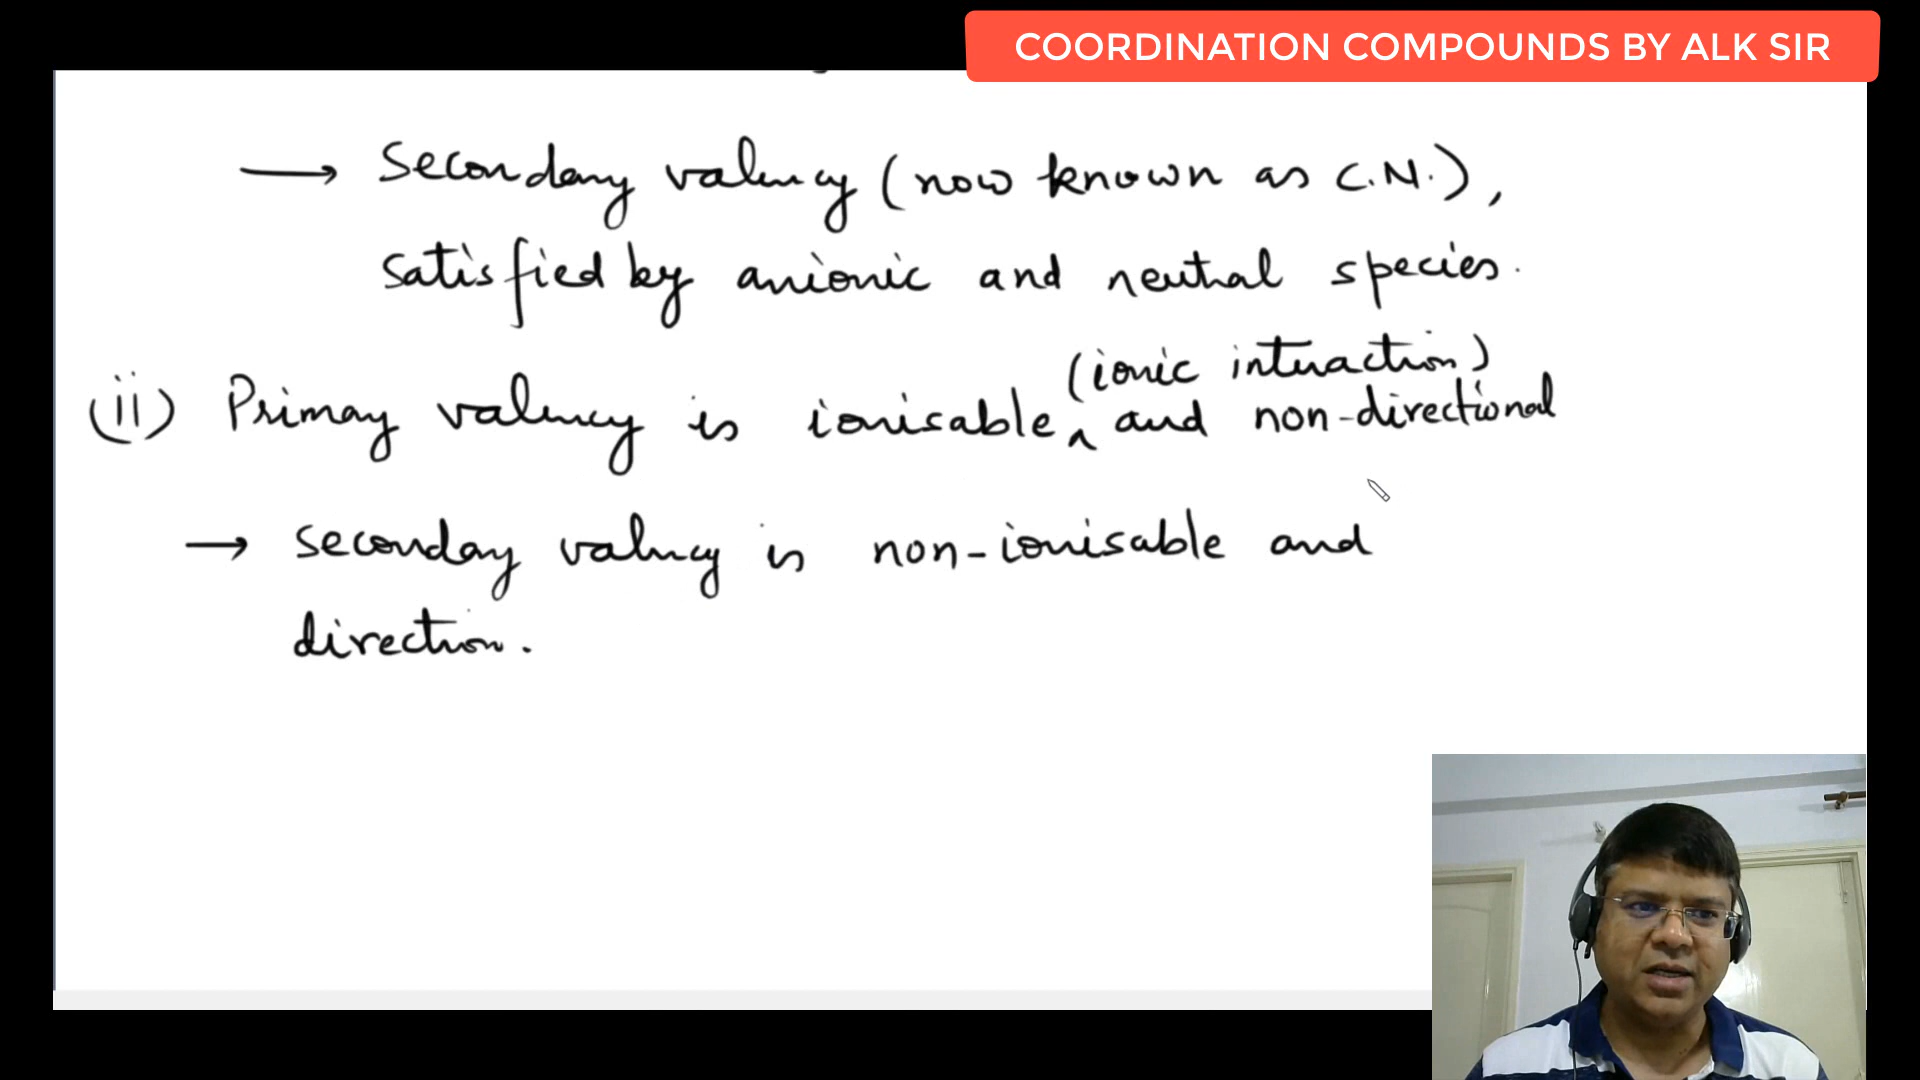 COORDINATION COMPOUNDS BY ALK SIR
→ Secondary valency (now known as C.N.),
satisfied by anionic and neutral species.
(ionic interaction)
(ii) Primary valency is ionisable ^ and non-directional
→ secondary valency is non-ionisable and
direction.